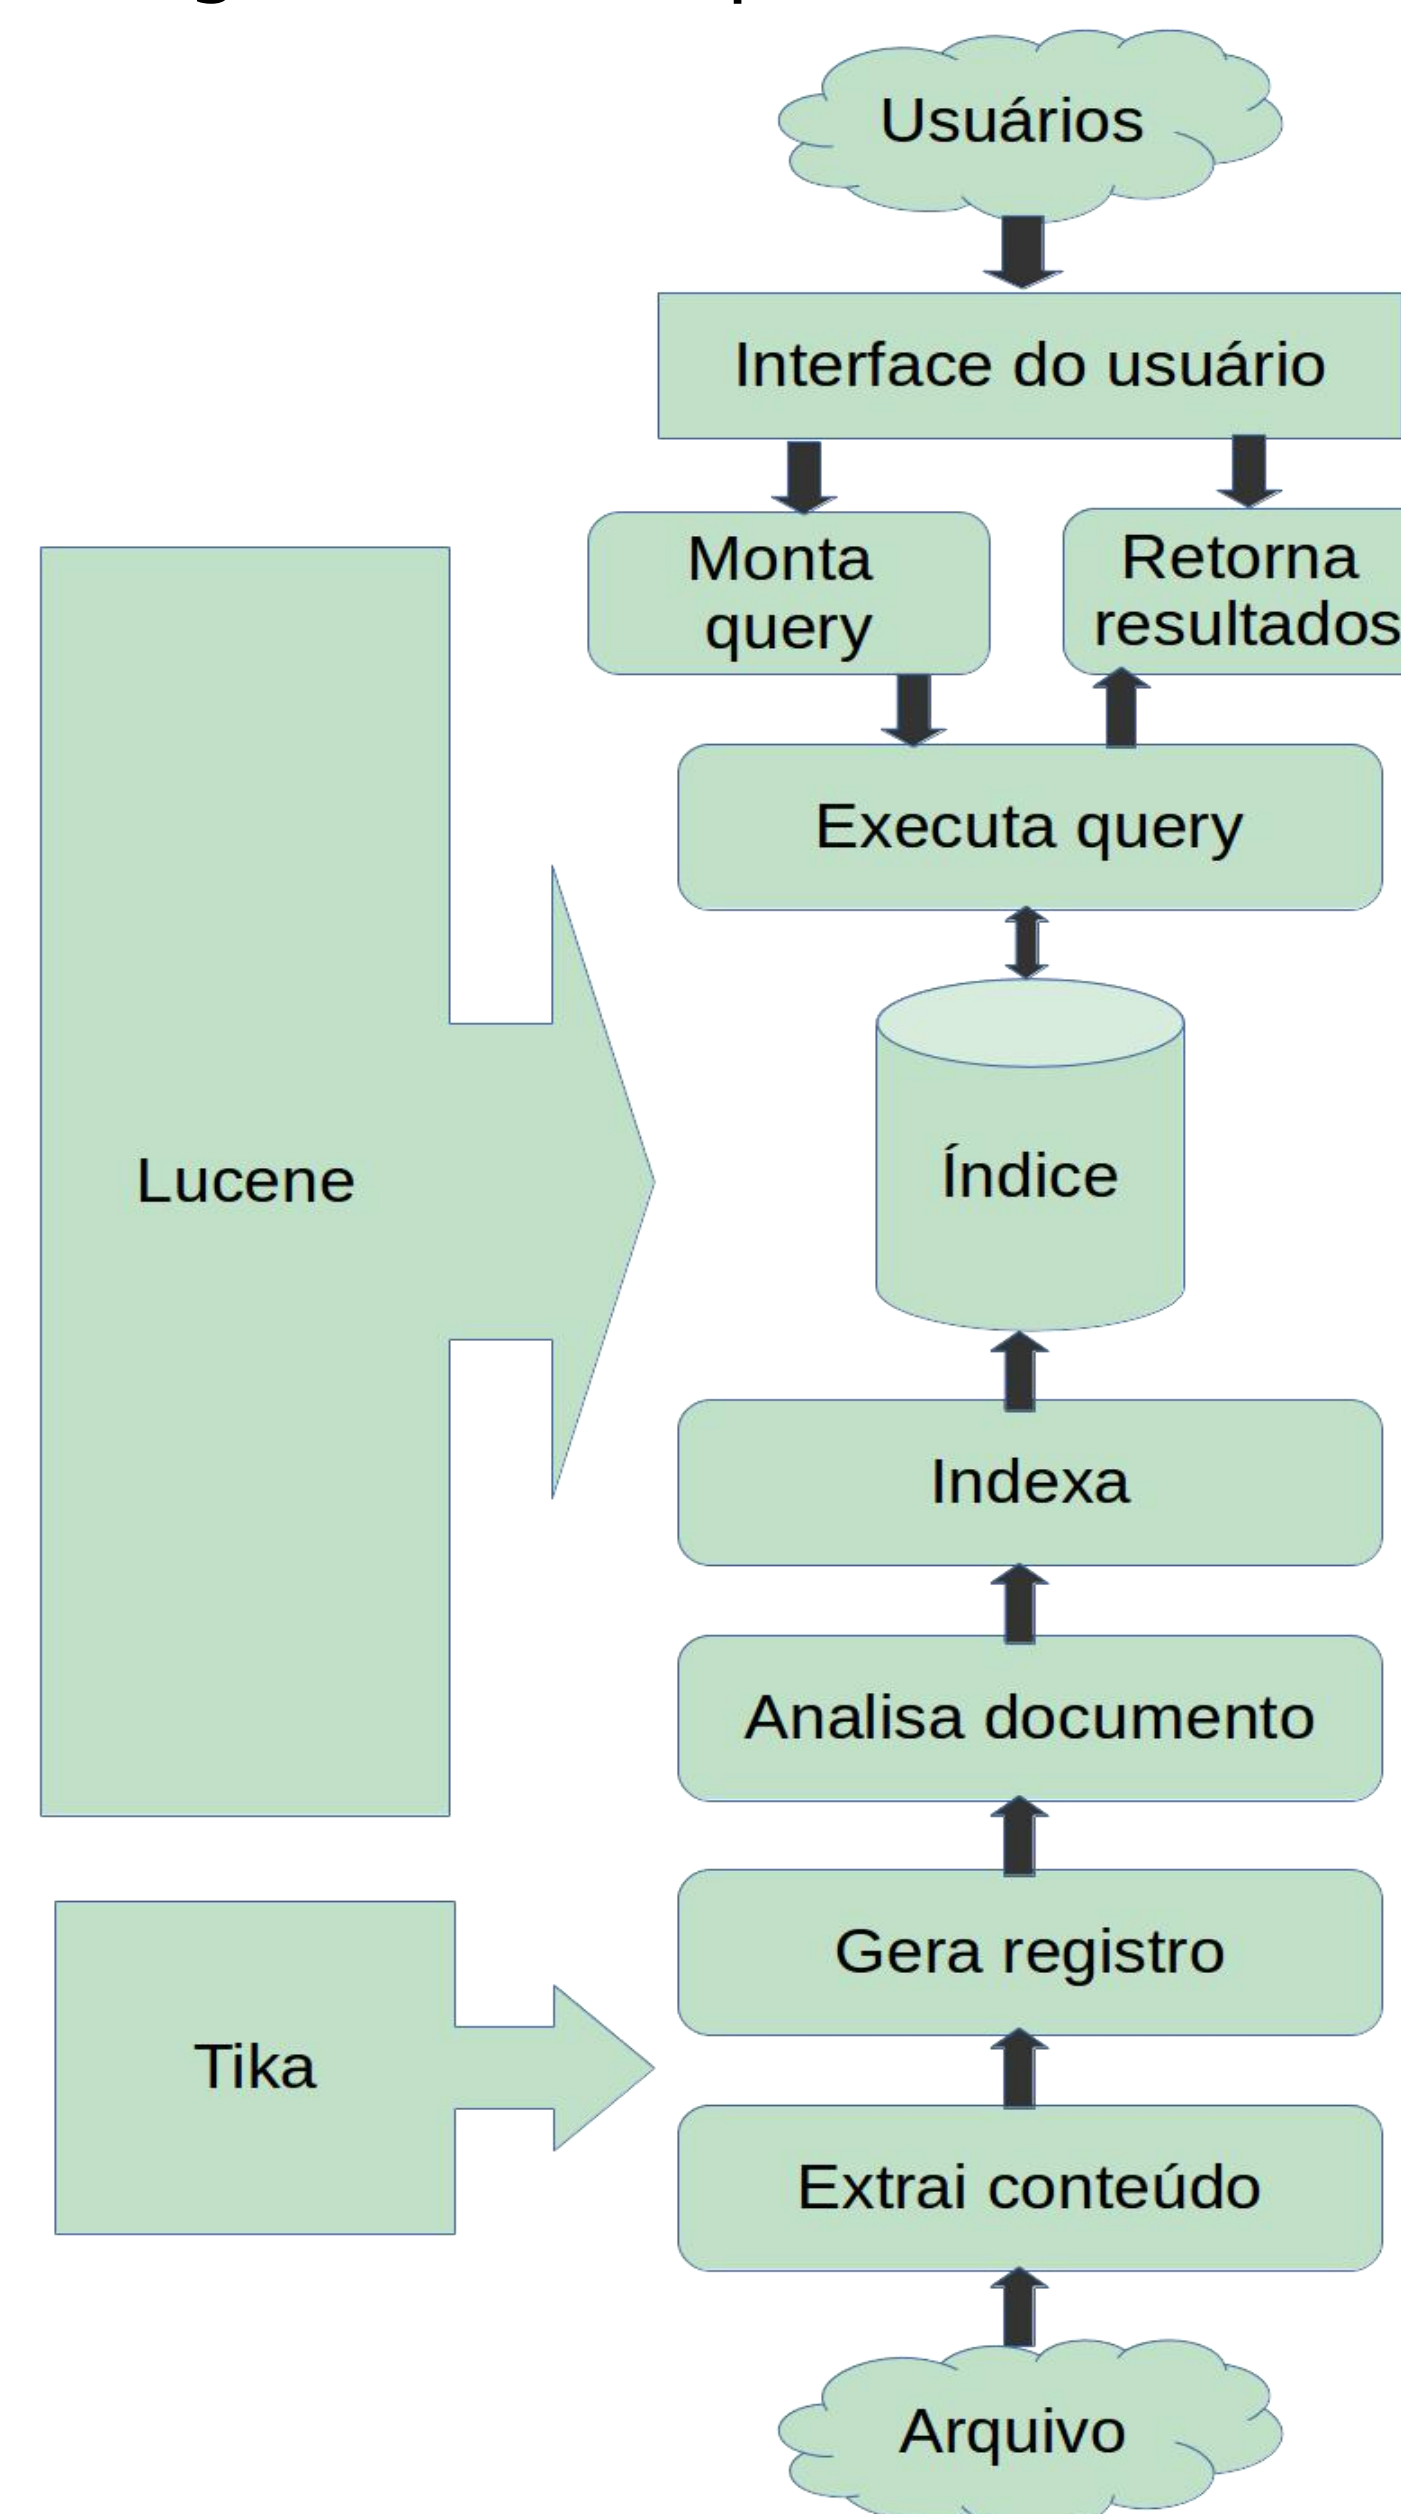 Usuários
Interface do usuário
Monta
query
Retorna
resultados
Executa query
Índice
Lucene
Indexa
Analisa documento
Gera registro
Tika
Extrai conteúdo
Arquivo